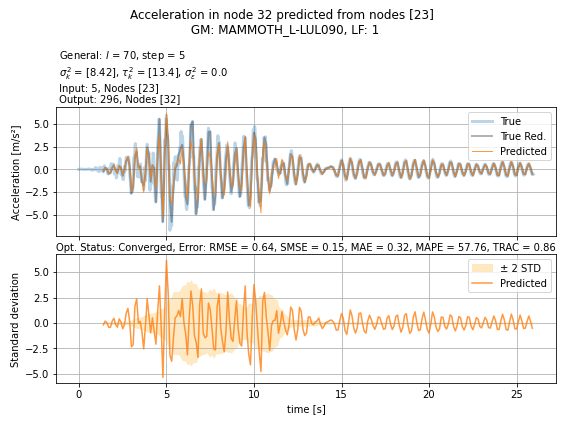 Acceleration in node 32 predicted from nodes [23]
GM: MAMMOTH_L-LUL090, LF: 1
General: l = 70, step = 5
σ_k^2 = [8.42], τ_k^2 = [13.4], σ_ε^2 = 0.0
Input: 5, Nodes [23]
Output: 296, Nodes [32]
Acceleration [m/s²]
5.0
2.5
0.0
−2.5
−5.0
True
True Red.
Predicted
Opt. Status: Converged, Error: RMSE = 0.64, SMSE = 0.15, MAE = 0.32, MAPE = 57.76, TRAC = 0.86
Standard deviation
5.0
2.5
0.0
−2.5
−5.0
± 2 STD
Predicted
0 5 10 15 20 25
time [s]